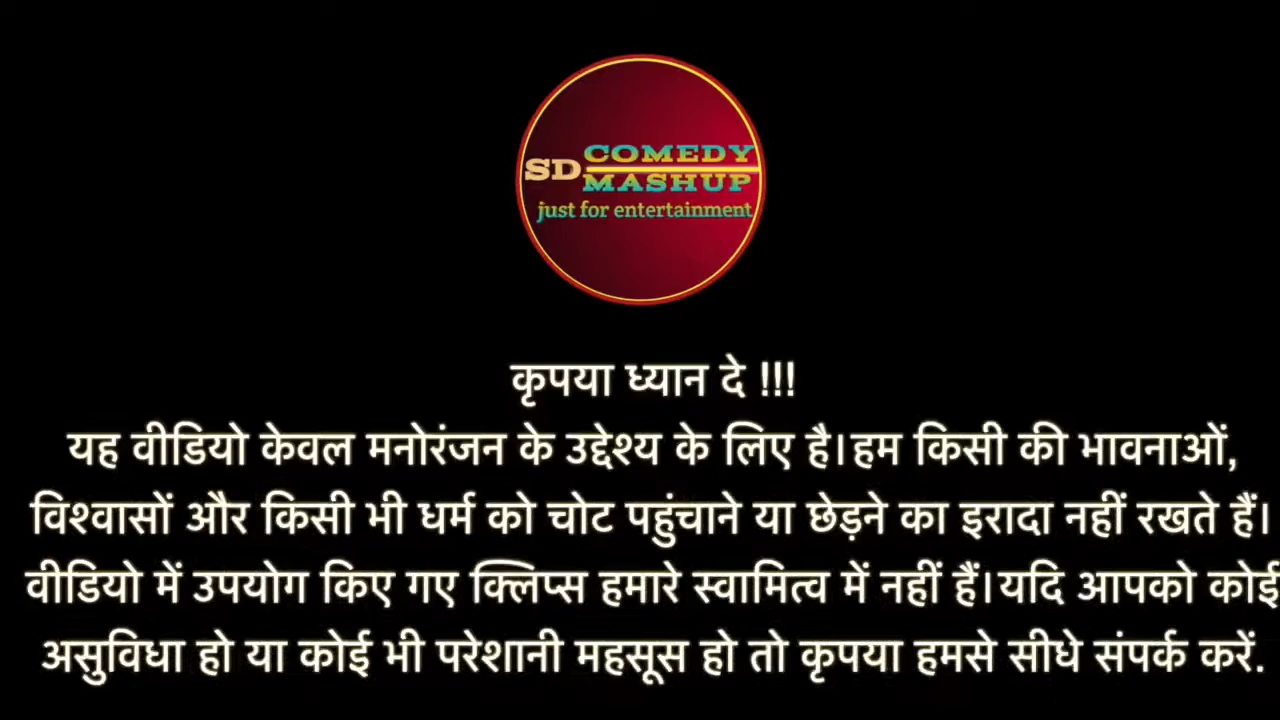 SD COMEDY
MASHUP
just for entertainment
कृपया ध्यान दे !!!
यह वीडियो केवल मनोरंजन के उद्देश्य के लिए है।हम किसी की भावनाओं,
विश्वासों और किसी भी धर्म को चोट पहुंचाने या छेड़ने का इरादा नहीं रखते हैं।
वीडियो में उपयोग किए गए क्लिप्स हमारे स्वामित्व में नहीं हैं।यदि आपको कोई
असुविधा हो या कोई भी परेशानी महसूस हो तो कृपया हमसे सीधे संपर्क करें.